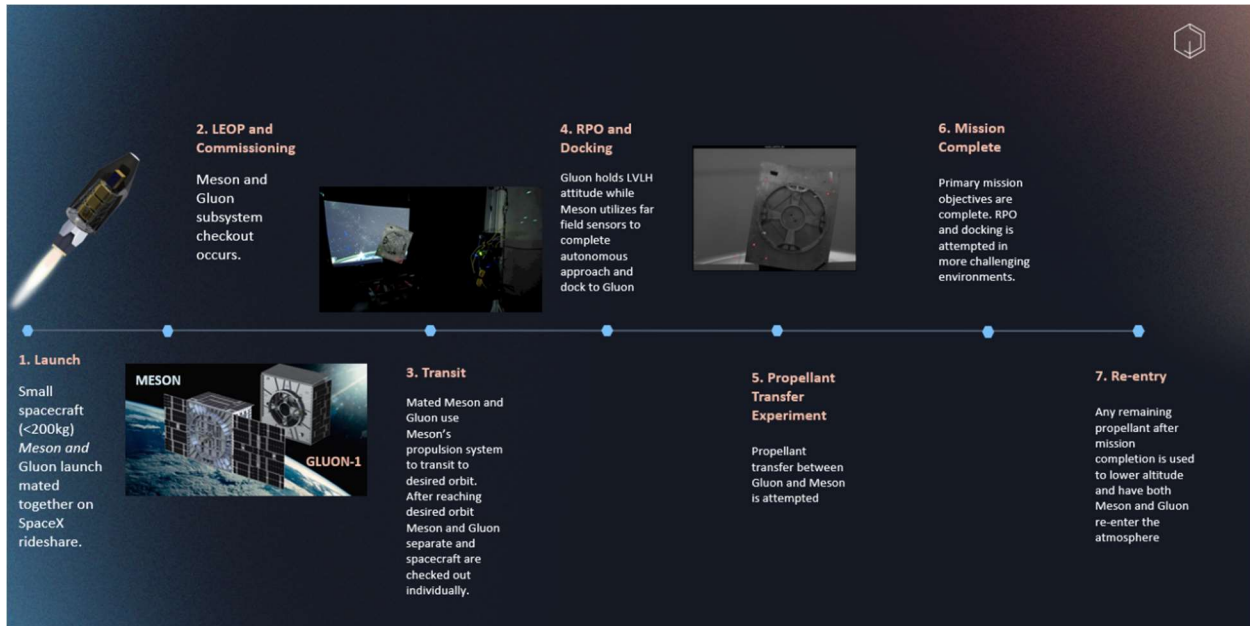 1. Launch
Small
spacecraft
(<200kg)
Meson and
Gluon launch
mated
together on
SpaceX
rideshare.
2. LEOP and
Commissioning
Meson and
Gluon
subsystem
checkout
occurs.
MESON
GLUON-1
3. Transit
Mated Meson and
Gluon use
Meson’s
propulsion system
to transit to
desired orbit.
After reaching
desired orbit
Meson and Gluon
separate and
spacecraft are
checked out
individually.
4. RPO and
Docking
Gluon holds LVLH
attitude while
Meson utilizes far
field sensors to
complete
autonomous
approach and
dock to Gluon
5. Propellant
Transfer
Experiment
Propellant
transfer between
Gluon and Meson
is attempted
6. Mission
Complete
Primary mission
objectives are
complete. RPO
and docking is
attempted in
more challenging
environments.
7. Re-entry
Any remaining
propellant after
mission
completion is used
to lower altitude
and have both
Meson and Gluon
re-enter the
atmosphere